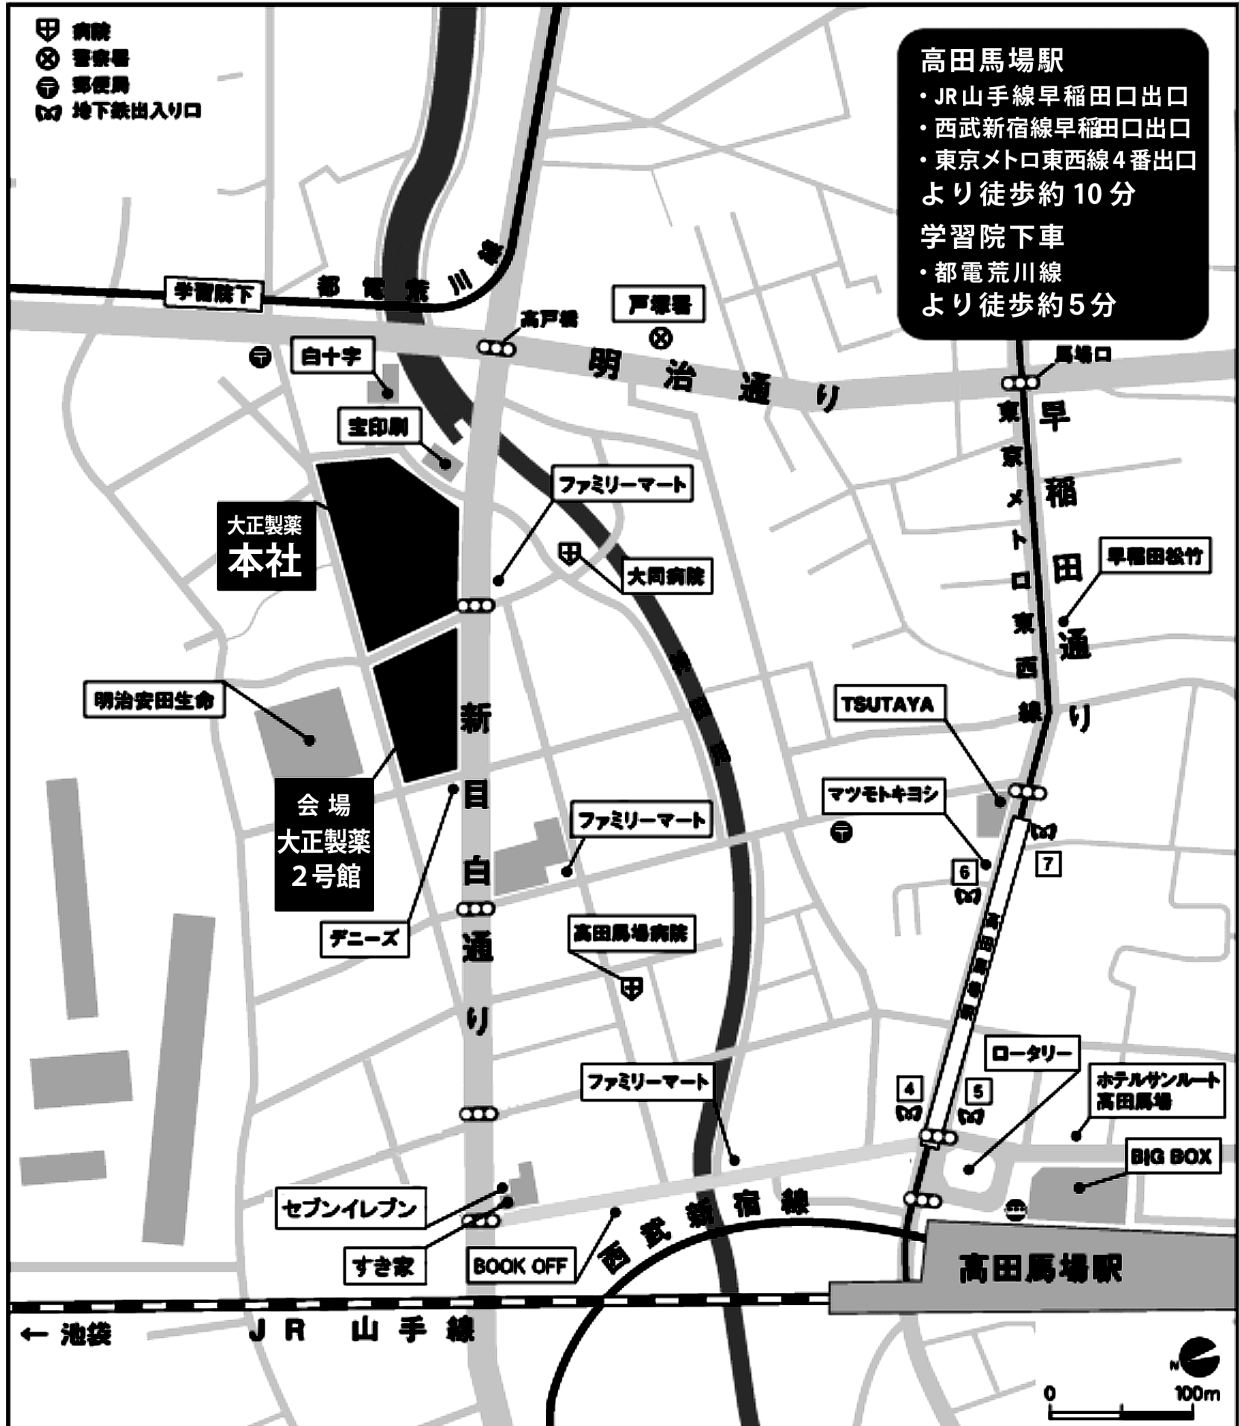 病院
警察署
郵便局
地下鉄出入り口
高田馬場駅
・JR山手線早稲田口出口
・西武新宿線早稲田口出口
・東京メトロ東西線4番出口
より徒歩約10分
学習院下車
・都電荒川線
より徒歩約5分
学習院下
都電荒川線
高戸橋
戸塚署
明治通り
馬場口
白十字
宝印刷
東京メトロ東西線
早稲田通り
ファミリーマート
大正製薬
本社
大同病院
早稲田松竹
神田川
明治安田生命
TSUTAYA
新目白通り
マツモトキヨシ
会場
大正製薬
2号館
ファミリーマート
6
7
デニーズ
高田馬場病院
ロータリー
ファミリーマート
4
5
ホテルサンルート
高田馬場
BIG BOX
セブンイレブン
すき家
BOOK OFF
西武新宿線
高田馬場駅
← 池袋
JR 山手線
N
0
100m